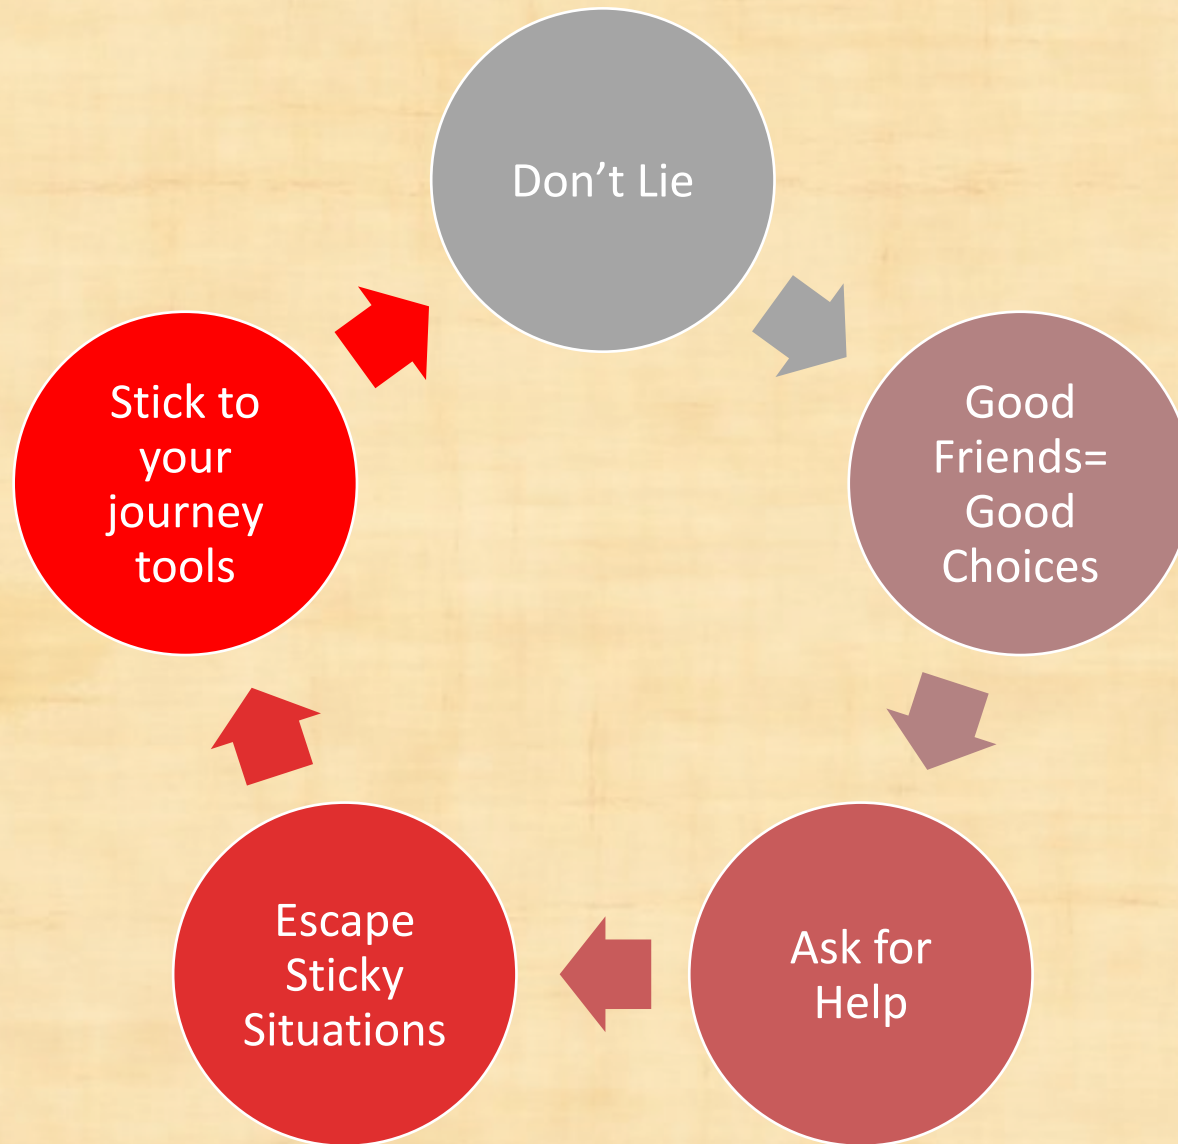 Don’t Lie
Good
Friends=
Good
Choices
Ask for
Help
Escape
Sticky
Situations
Stick to
your
journey
tools